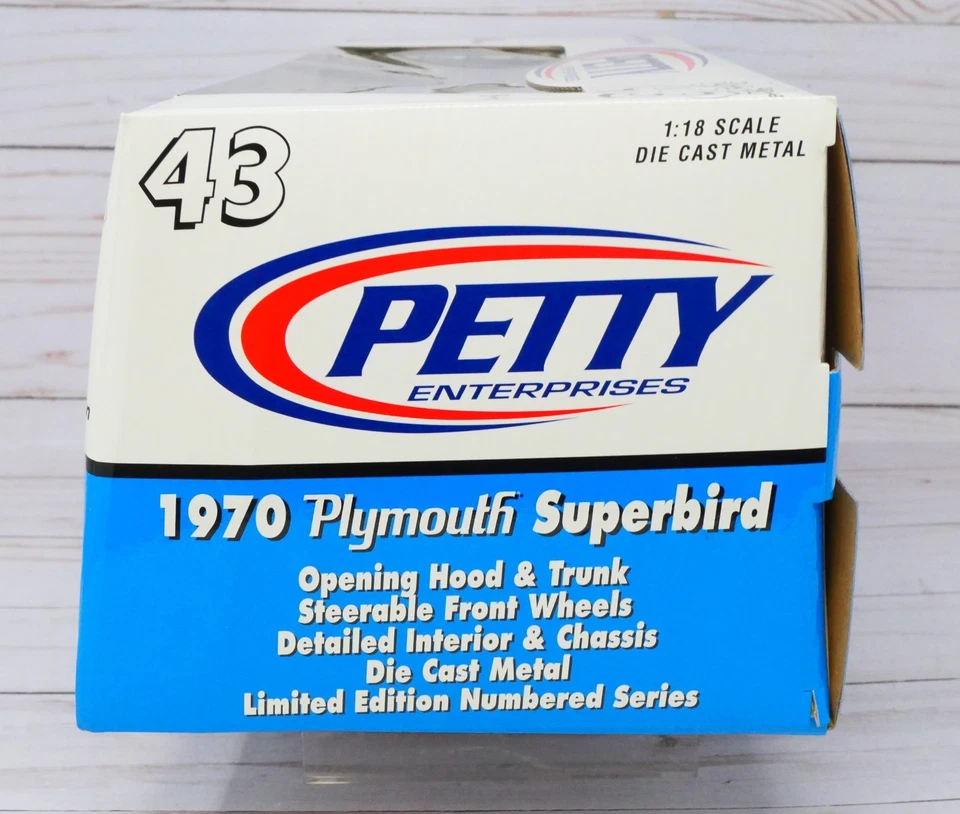 43
1:18 SCALE
DIE CAST METAL
PETTY
ENTERPRISES
1970 Plymouth Superbird
Opening Hood & Trunk
Steerable Front Wheels
Detailed Interior & Chassis
Die Cast Metal
Limited Edition Numbered Series